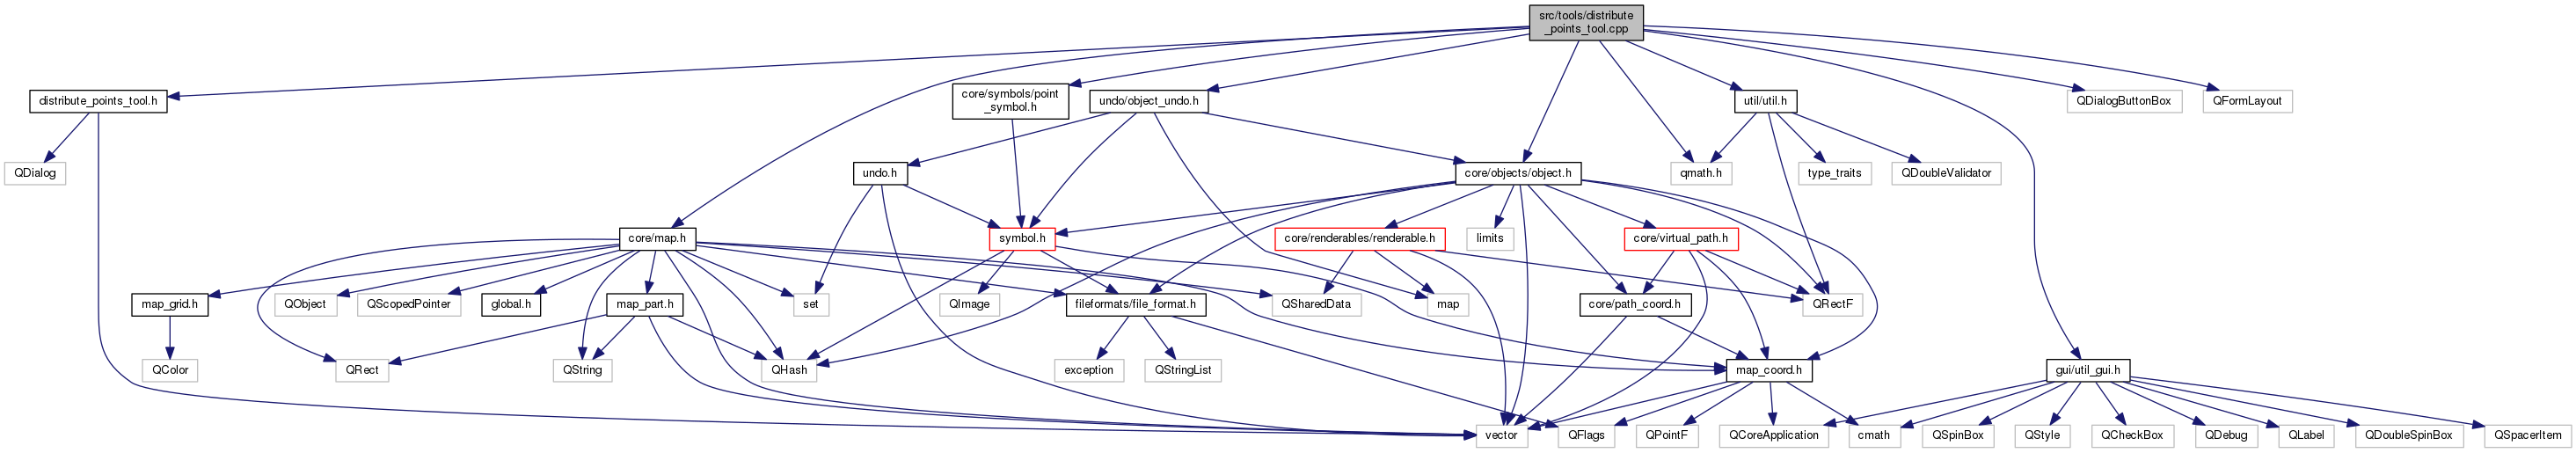 src/tools/distribute
_points_tool.cpp
distribute_points_tool.h
core/symbols/point
_symbol.h
undo/object_undo.h
util/util.h
QDialogButtonBox
QFormLayout
QDialog
undo.h
core/objects/object.h
qmath.h
type_traits
QDoubleValidator
core/map.h
symbol.h
core/renderables/renderable.h
limits
core/virtual_path.h
map_grid.h
QObject
QScopedPointer
global.h
map_part.h
set
QImage
fileformats/file_format.h
QSharedData
map
core/path_coord.h
QRectF
QColor
QRect
QString
QHash
exception
QStringList
map_coord.h
gui/util_gui.h
vector
QFlags
QPointF
QCoreApplication
cmath
QSpinBox
QStyle
QCheckBox
QDebug
QLabel
QDoubleSpinBox
QSpacerItem